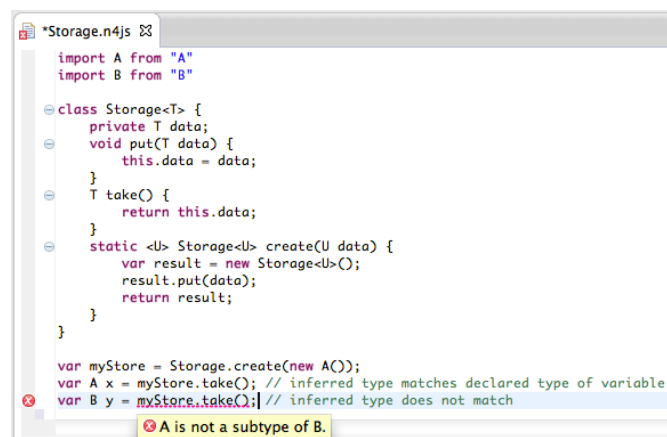 *Storage.n4js
import A from "A"
import B from "B"
class Storage<T> {
    private T data;
    void put(T data) {
        this.data = data;
    }
    T take() {
        return this.data;
    }
    static <U> Storage<U> create(U data) {
        var result = new Storage<U>();
        result.put(data);
        return result;
    }
}
var myStore = Storage.create(new A());
var A x = myStore.take(); // inferred type matches declared type of variable
var B y = myStore.take(); // inferred type does not match
A is not a subtype of B.